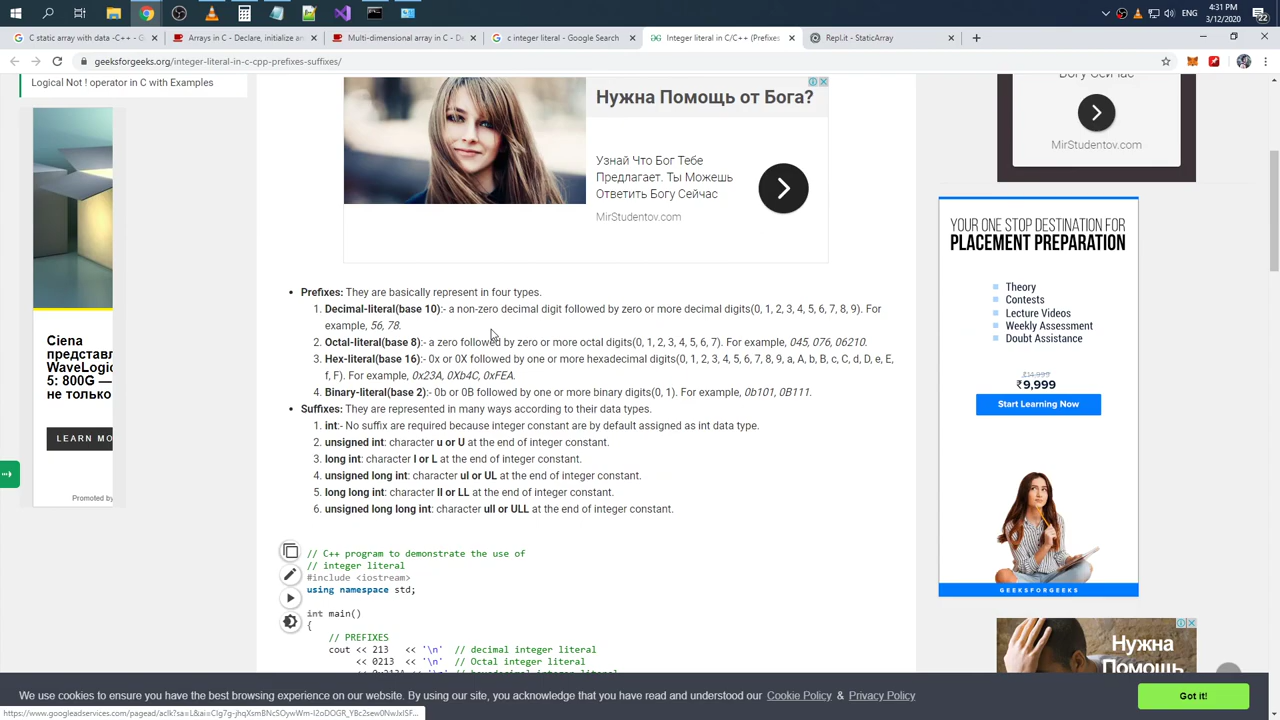 4:31 PM
ENG
3/12/2020
22
C static array with data -C++ - G
Arrays in C - Declare, initialize an
Multi-dimensional array in C - De
c integer literal - Google Search
Integer literal in C/C++ (Prefixes
Repl.it - StaticArray
geeksforgeeks.org/integer-literal-in-c-cpp-prefixes-suffixes/
Logical Not ! operator in C with Examples
Нужна Помощь от Бога?
Узнай Что Бог Тебе
Предлагает. Ты Можешь
Ответить Богу Сейчас
MirStudentov.com
Богу Сейчас
MirStudentov.com
YOUR ONE STOP DESTINATION FOR
PLACEMENT PREPARATION
Theory
Contests
Lecture Videos
Weekly Assessment
Doubt Assistance
₹14,999
₹9,999
Start Learning Now
GEEKSFORGEEKS
Ciena
представл
WaveLogic
5: 800G —
не только
LEARN MO
Promoted by
Prefixes: They are basically represent in four types.
1. Decimal-literal(base 10):- a non-zero decimal digit followed by zero or more decimal digits(0, 1, 2, 3, 4, 5, 6, 7, 8, 9). For
example, 56, 78.
2. Octal-literal(base 8):- a zero followed by zero or more octal digits(0, 1, 2, 3, 4, 5, 6, 7). For example, 045, 076, 06210.
3. Hex-literal(base 16):- 0x or 0X followed by one or more hexadecimal digits(0, 1, 2, 3, 4, 5, 6, 7, 8, 9, a, A, b, B, c, C, d, D, e, E,
f, F). For example, 0x23A, 0Xb4C, 0xFEA.
4. Binary-literal(base 2):- 0b or 0B followed by one or more binary digits(0, 1). For example, 0b101, 0B111.
Suffixes: They are represented in many ways according to their data types.
1. int:- No suffix are required because integer constant are by default assigned as int data type.
2. unsigned int: character u or U at the end of integer constant.
3. long int: character l or L at the end of integer constant.
4. unsigned long int: character ul or UL at the end of integer constant.
5. long long int: character ll or LL at the end of integer constant.
6. unsigned long long int: character ull or ULL at the end of integer constant.
// C++ program to demonstrate the use of
// integer literal
#include <iostream>
using namespace std;
int main()
{
// PREFIXES
cout << 213 << '\n' // decimal integer literal
<< 0213 << '\n' // Octal integer literal
Нужна
Помощь
We use cookies to ensure you have the best browsing experience on our website. By using our site, you acknowledge that you have read and understood our Cookie Policy & Privacy Policy
Got it!